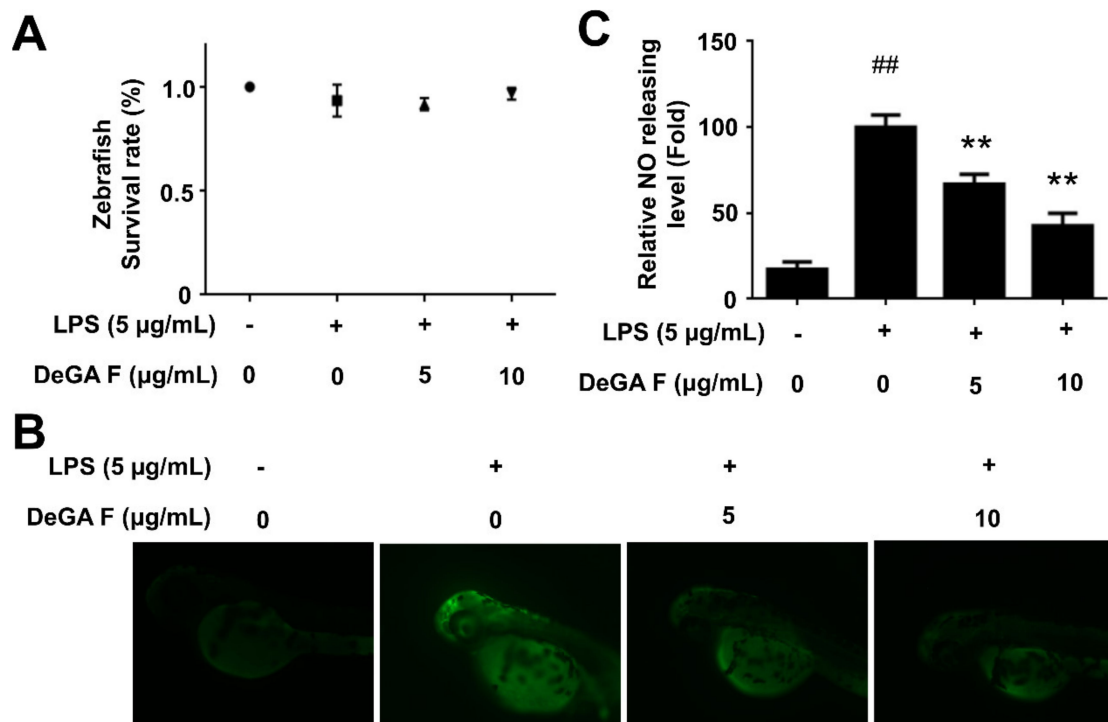 A
Zebrafish
Survival rate (%)
1.0
0.5
0
LPS (5 µg/mL) - + + +
DeGA F (µg/mL) 0 0 5 10
C
Relative NO releasing
level (Fold)
150
100
50
0
##
**
**
LPS (5 µg/mL) - + + +
DeGA F (µg/mL) 0 0 5 10
B
LPS (5 µg/mL) - + + +
DeGA F (µg/mL) 0 0 5 10